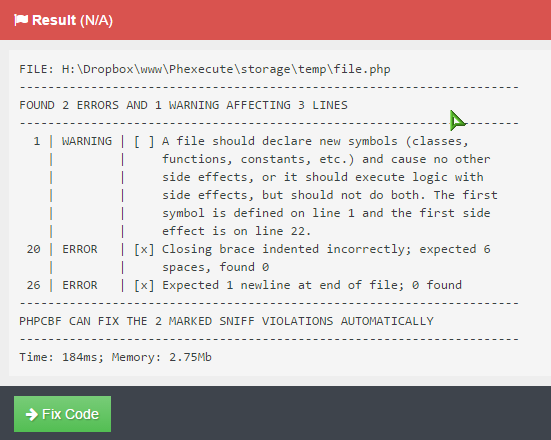 Result (N/A)
FILE: H:\Dropbox\www\Phexecute\storage\temp\file.php
----------------------------------------------------------------------
FOUND 2 ERRORS AND 1 WARNING AFFECTING 3 LINES
----------------------------------------------------------------------
1 | WARNING | [ ] A file should declare new symbols (classes,
| | functions, constants, etc.) and cause no other
| | side effects, or it should execute logic with
| | side effects, but should not do both. The first
| | symbol is defined on line 1 and the first side
| | effect is on line 22.
20 | ERROR | [x] Closing brace indented incorrectly; expected 6
| | spaces, found 0
26 | ERROR | [x] Expected 1 newline at end of file; 0 found
----------------------------------------------------------------------
PHPCBF CAN FIX THE 2 MARKED SNIFF VIOLATIONS AUTOMATICALLY
----------------------------------------------------------------------
Time: 184ms; Memory: 2.75Mb
Fix Code